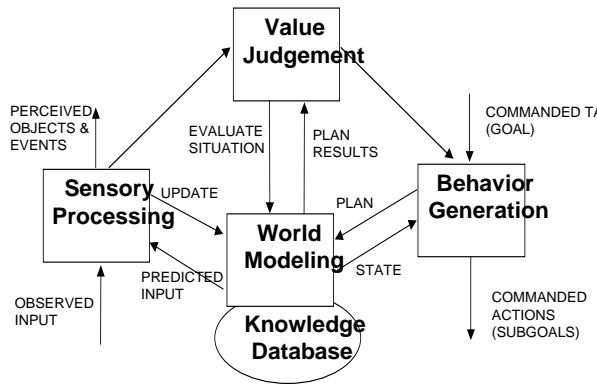 Value
Judgement
PERCEIVED
OBJECTS &
EVENTS
EVALUATE
SITUATION
PLAN
RESULTS
COMMANDED TA
(GOAL)
Sensory
Processing
UPDATE
World
Modeling
PLAN
Behavior
Generation
PREDICTED
INPUT
STATE
OBSERVED
INPUT
Knowledge
Database
COMMANDED
ACTIONS
(SUBGOALS)